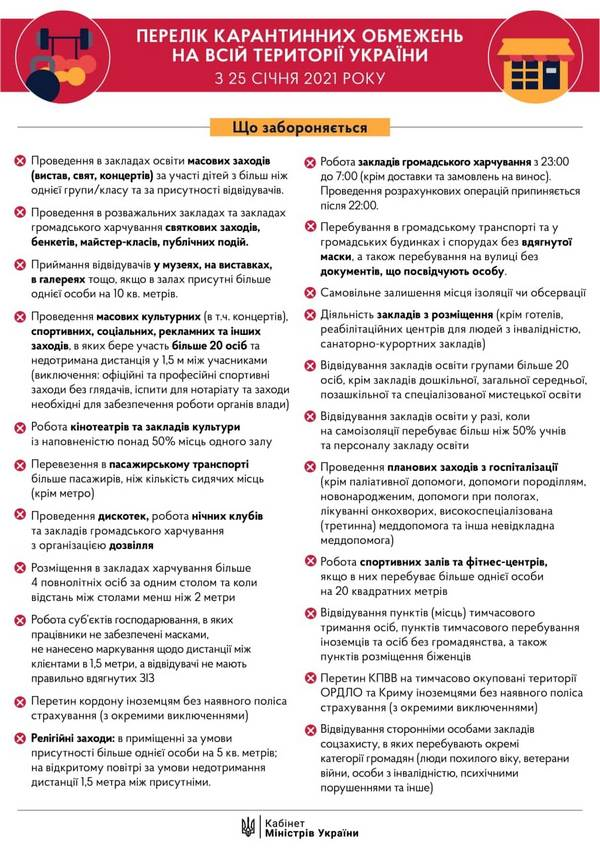 ПЕРЕЛІК КАРАНТИННИХ ОБМЕЖЕНЬ
НА ВСІЙ ТЕРИТОРІЇ УКРАЇНИ
З 25 СІЧНЯ 2021 РОКУ
Що забороняється
Проведення в закладах освіти масових заходів
(вистав, свят, концертів) за участі дітей з більш ніж
однієї групи/класу та за присутності відвідувачів.
Проведення в розважальних закладах та закладах
громадського харчування святкових заходів,
бенкетів, майстер-класів, публічних подій.
Приймання відвідувачів у музеях, на виставках,
в галереях тощо, якщо в залах присутні більше
однієї особи на 10 кв. метрів.
Проведення масових культурних (в т.ч. концертів),
спортивних, соціальних, рекламних та інших
заходів, в яких бере участь більше 20 осіб та
недотримана дистанція у 1,5 м між учасниками
(виключення: офіційні та професійні спортивні
заходи без глядачів, іспити для нотаріату та заходи
необхідні для забезпечення роботи органів влади)
Робота кінотеатрів та закладів культури
із наповненістю понад 50% місць одного залу
Перевезення в пасажирському транспорті
більше пасажирів, ніж кількість сидячих місць
(крім метро)
Проведення дискотек, робота нічних клубів
та закладів громадського харчування
з організацією дозвілля
Розміщення в закладах харчування більше
4 повнолітніх осіб за одним столом та коли
відстань між столами менш ніж 2 метри
Робота суб'єктів господарювання, в яких
працівники не забезпечені масками,
не нанесено маркування щодо дистанції між
клієнтами в 1,5 метри, а відвідувачі не мають
правильно вдягнутих ЗІЗ
Перетин кордону іноземцям без наявного поліса
страхування (з окремими виключеннями)
Релігійні заходи: в приміщенні за умови
присутності більше однієї особи на 5 кв. метрів;
на відкритому повітрі за умови недотримання
дистанції 1,5 метра між присутніми.
Робота закладів громадського харчування з 23:00
до 7:00 (крім доставки та замовлень на винос).
Проведення розрахункових операцій припиняється
після 22:00.
Перебування в громадському транспорті та у
громадських будинках і спорудах без вдягнутої
маски, а також перебування на вулиці без
документів, що посвідчують особу.
Самовільне залишення місця ізоляції чи обсервації
Діяльність закладів з розміщення (крім готелів,
реабілітаційних центрів для людей з інвалідністю,
санаторно-курортних закладів)
Відвідування закладів освіти групами більше 20
осіб, крім закладів дошкільної, загальної середньої,
позашкільної та спеціалізованої мистецької освіти
Відвідування закладів освіти у разі, коли
на самоізоляції перебуває більш ніж 50% учнів
та персоналу закладу освіти
Проведення планових заходів з госпіталізації
(крім паліативної допомоги, допомоги породіллям,
новонародженим, допомоги при пологах,
лікуванні онкохворих, високоспеціалізована
(третинна) меддопомога та інша невідкладна
меддопомога)
Робота спортивних залів та фітнес-центрів,
якщо в них перебуває більше однієї особи
на 20 квадратних метрів
Відвідування пунктів (місць) тимчасового
тримання осіб, пунктів тимчасового перебування
іноземців та осіб без громадянства, а також
пунктів розміщення біженців
Перетин КПВВ на тимчасово окуповані території
ОРДЛО та Криму іноземцями без наявного поліса
страхування (з окремими виключеннями)
Відвідування сторонніми особами закладів
соцзахисту, в яких перебувають окремі
категорії громадян (люди похилого віку, ветерани
війни, особи з інвалідністю, психічними
порушеннями та інше)
Кабінет
Міністрів України